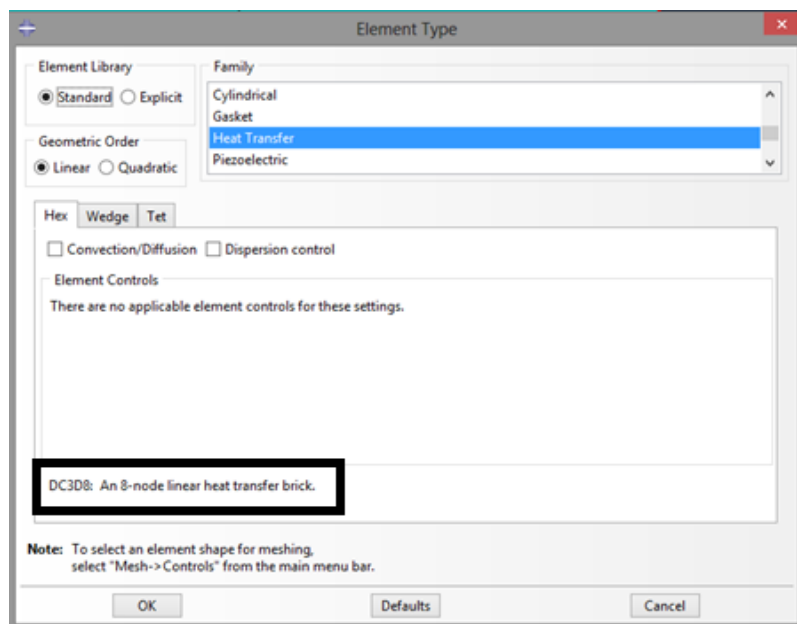 Element Type
Element Library
Family
Standard Explicit
Cylindrical
Gasket
Heat Transfer
Piezoelectric
Geometric Order
Linear Quadratic
Hex Wedge Tet
Convection/Diffusion Dispersion control
Element Controls
There are no applicable element controls for these settings.
DC3D8: An 8-node linear heat transfer brick.
Note: To select an element shape for meshing,
select "Mesh->Controls" from the main menu bar.
OK Defaults Cancel